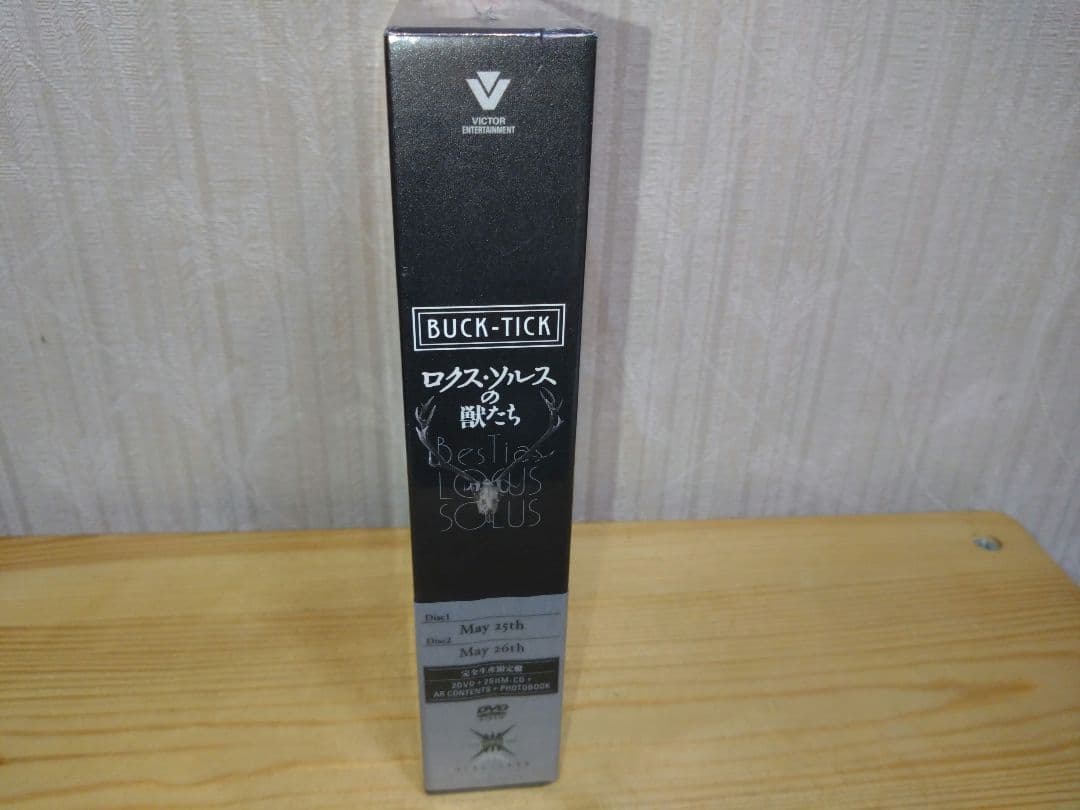 VICTOR
ENTERTAINMENT
BUCK-TICK
ロクス・ソルス
の
獣たち
BesTias
LOCUS
SOLUS
Disc1
May 25th
Disc2
May 26th
完全生産限定盤
2DVD + 2SHM-CD +
AR CONTENTS + PHOTOBOOK
DVD
VIDEO